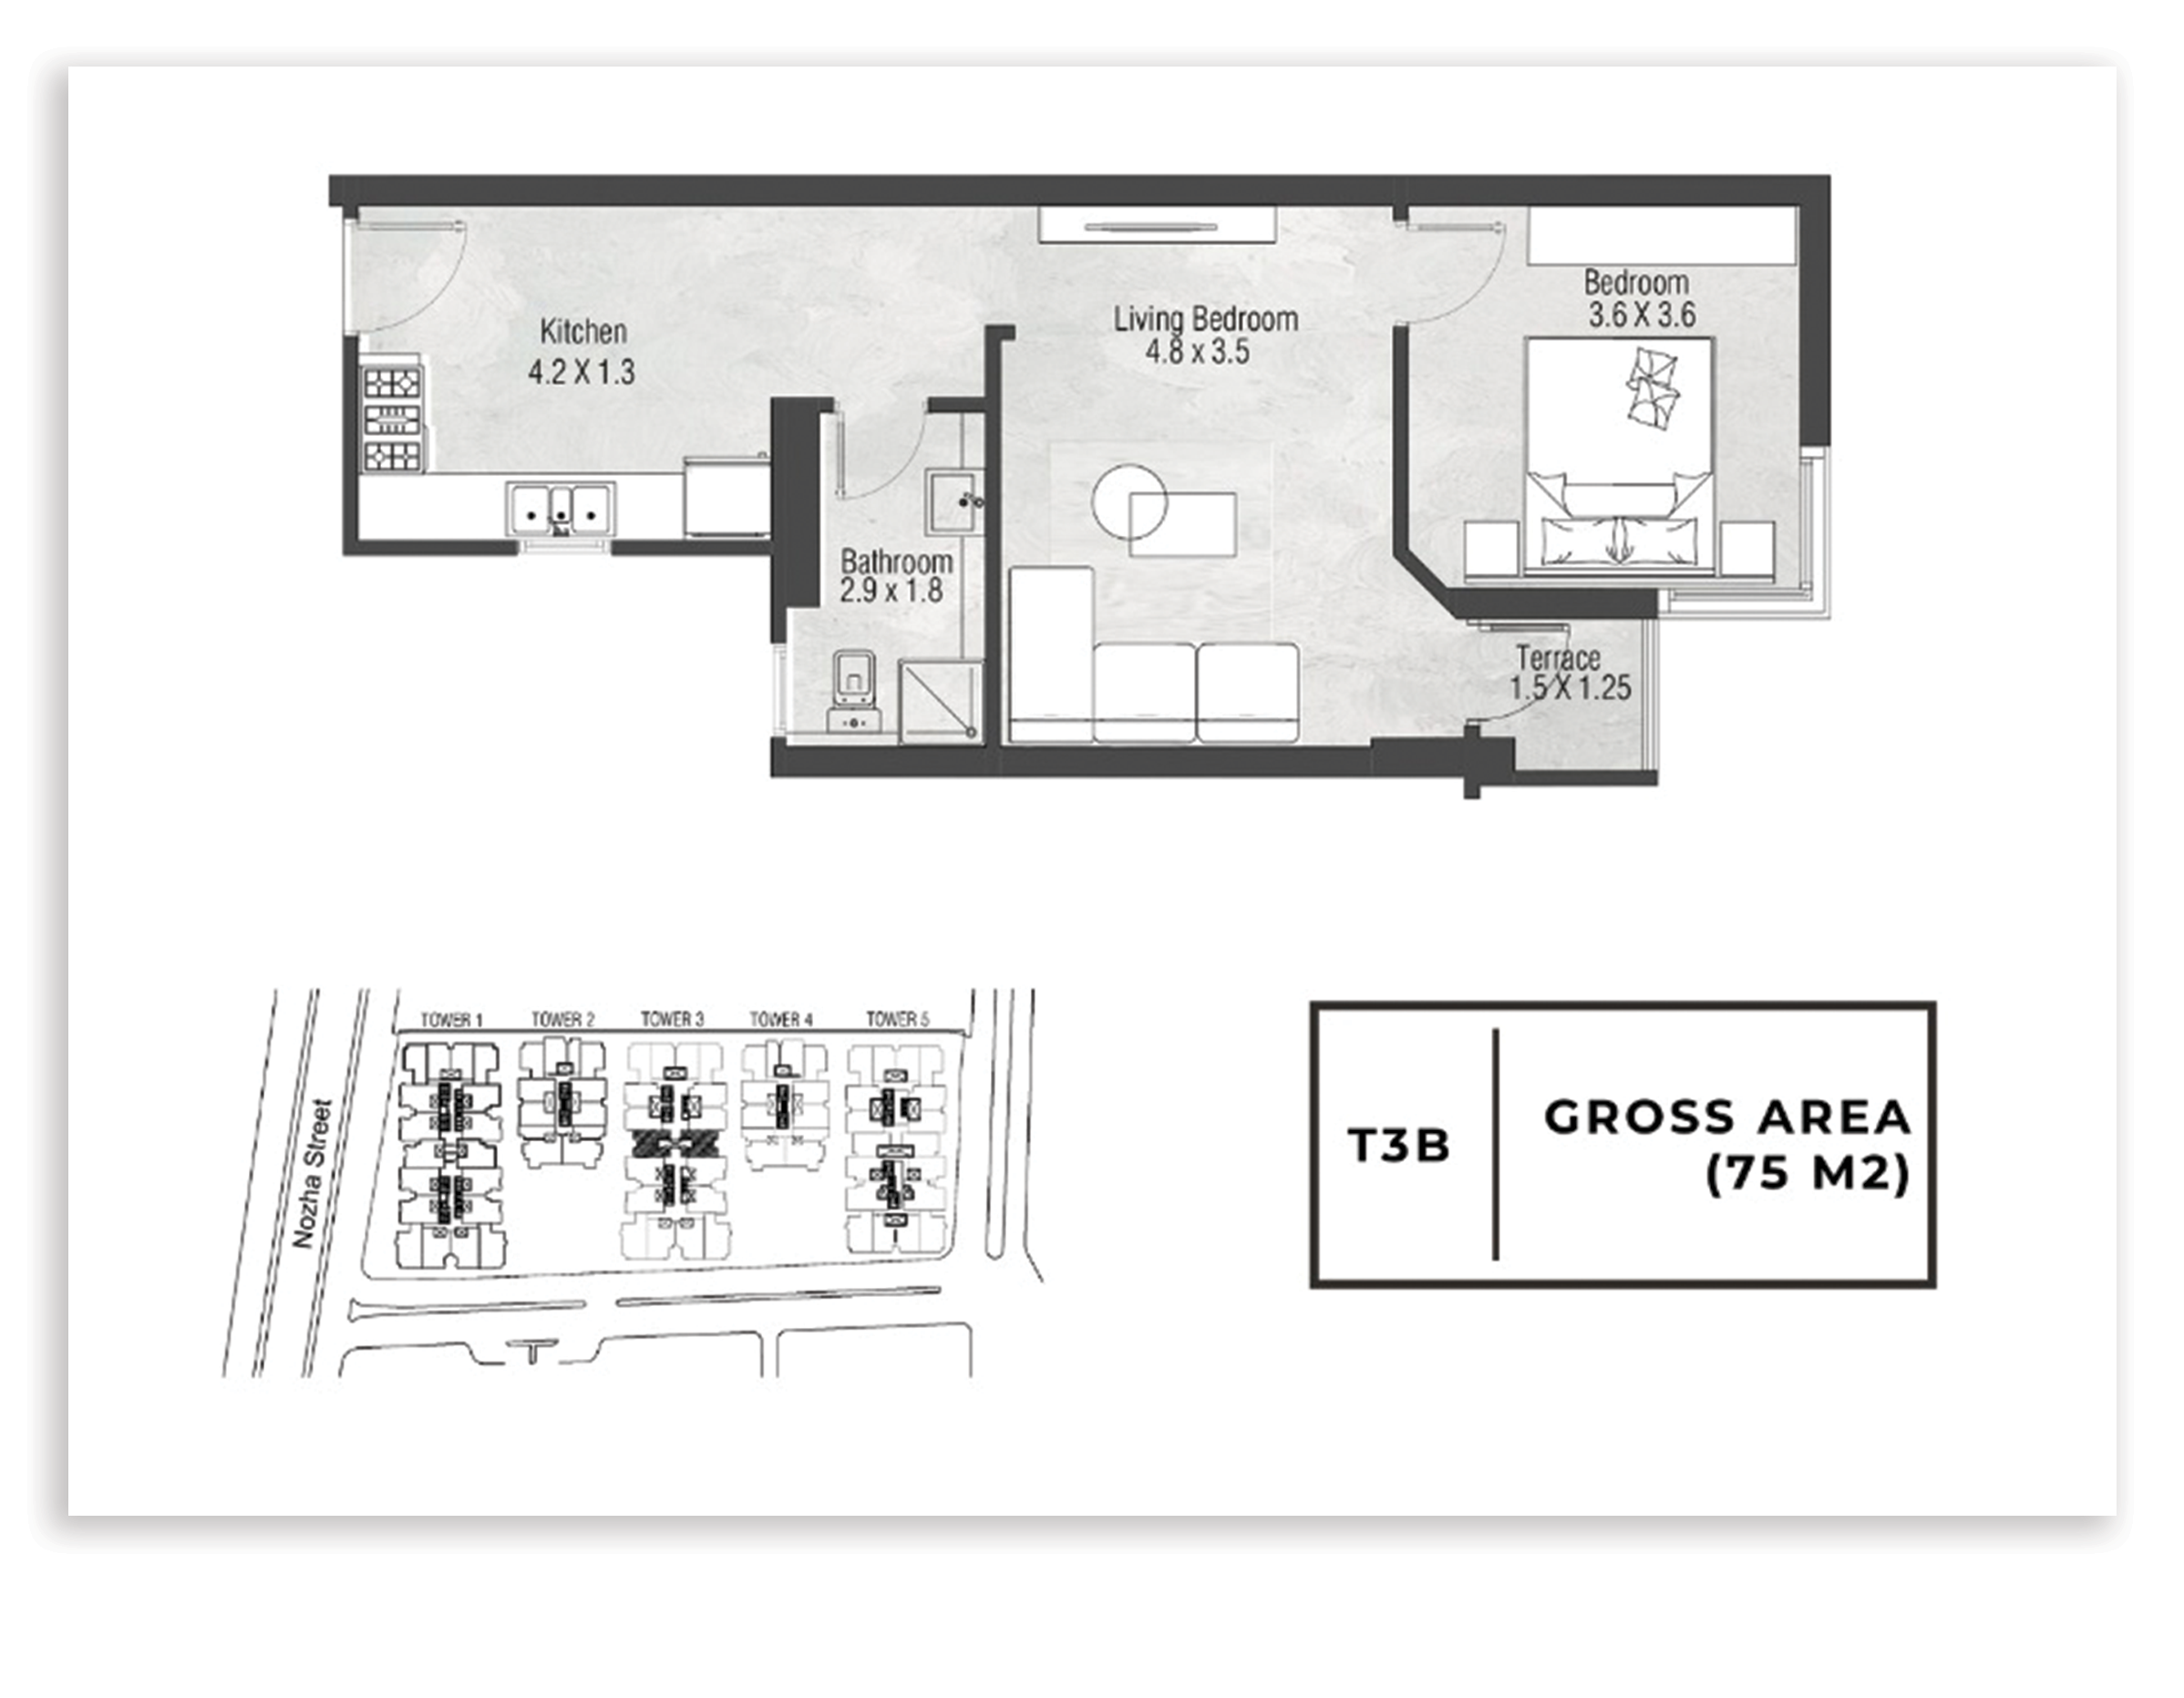 Kitchen
4.2 X 1.3
Living Bedroom
4.8 x 3.5
Bedroom
3.6 X 3.6
Bathroom
2.9 x 1.8
Terrace
1.5 X 1.25
TOWER 1
TOWER 2
TOWER 3
TOWER 4
TOWER 5
Nozha Street
T3B
GROSS AREA
(75 M2)